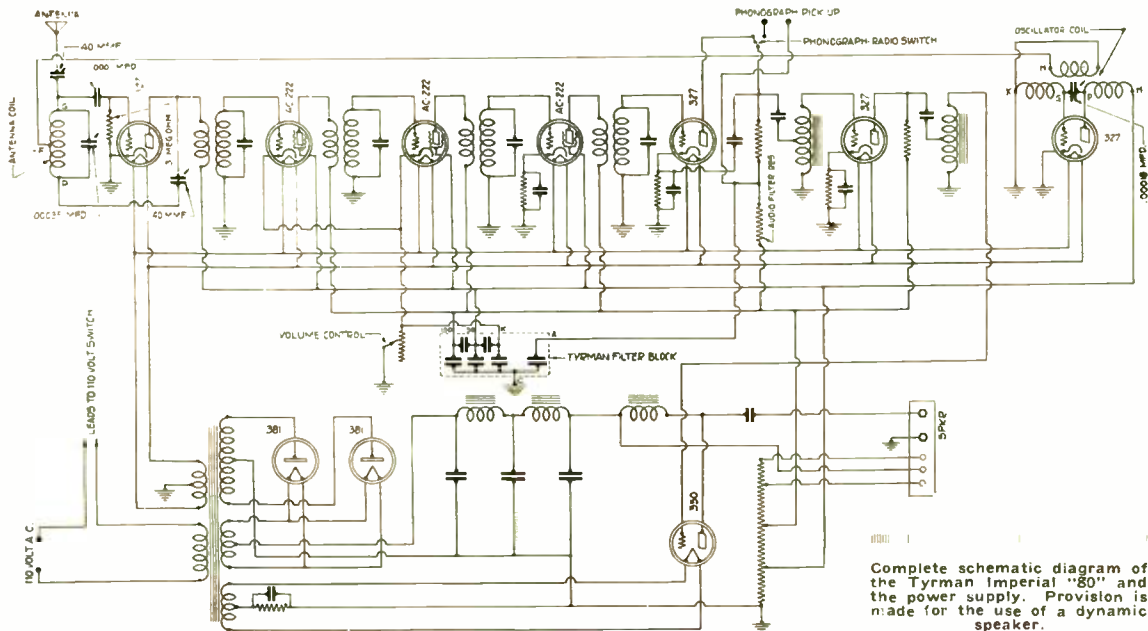 ANTENNA
40 MMF
.000 MFD
327
ANTENNA COIL
G
R
D
3 MEG OHM
40 MMF
AC-222
AC-222
AC-222
327
PHONOGRAPH PICK-UP
PHONOGRAPH-RADIO SWITCH
AUDIO FILTER RES
327
OSCILLATOR COIL
H
K
S
P
M
327
VOLUME CONTROL
K
A
TYRMAN FILTER BLOCK
LEADS TO 110 VOLT SWITCH
110 VOLT A.C.
381
381
350
SPKR
Complete schematic diagram of
the Tyrman Imperial "80" and
the power supply. Provision is
made for the use of a dynamic
speaker.